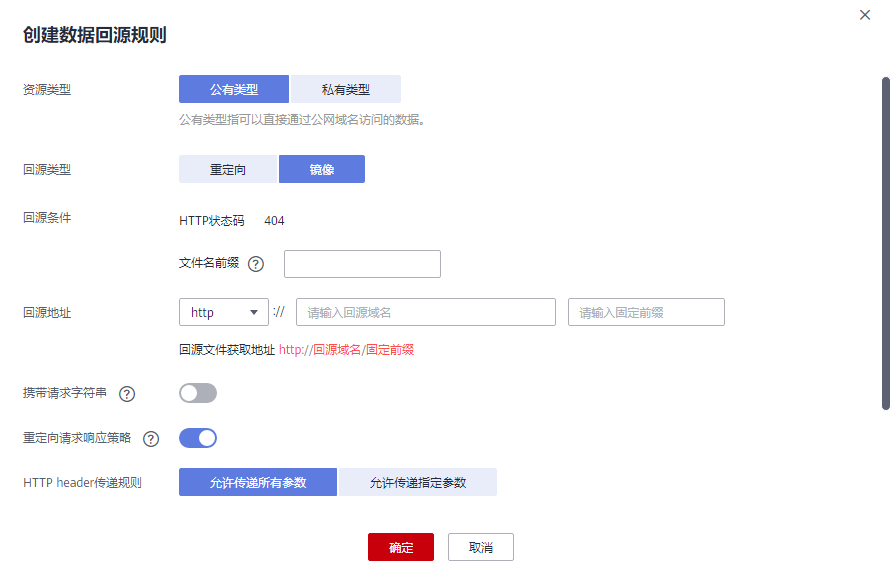 创建数据回源规则
资源类型 公有类型 私有类型
公有类型指可以直接通过公网域名访问的数据。
回源类型 重定向 镜像
回源条件 HTTP状态码 404
文件名前缀 ?
回源地址 http :// 请输入回源域名 请输入固定前缀
回源文件获取地址 http://回源域名/固定前缀
携带请求字符串 ?
重定向请求响应策略 ?
HTTP header传递规则 允许传递所有参数 允许传递指定参数
确定 取消